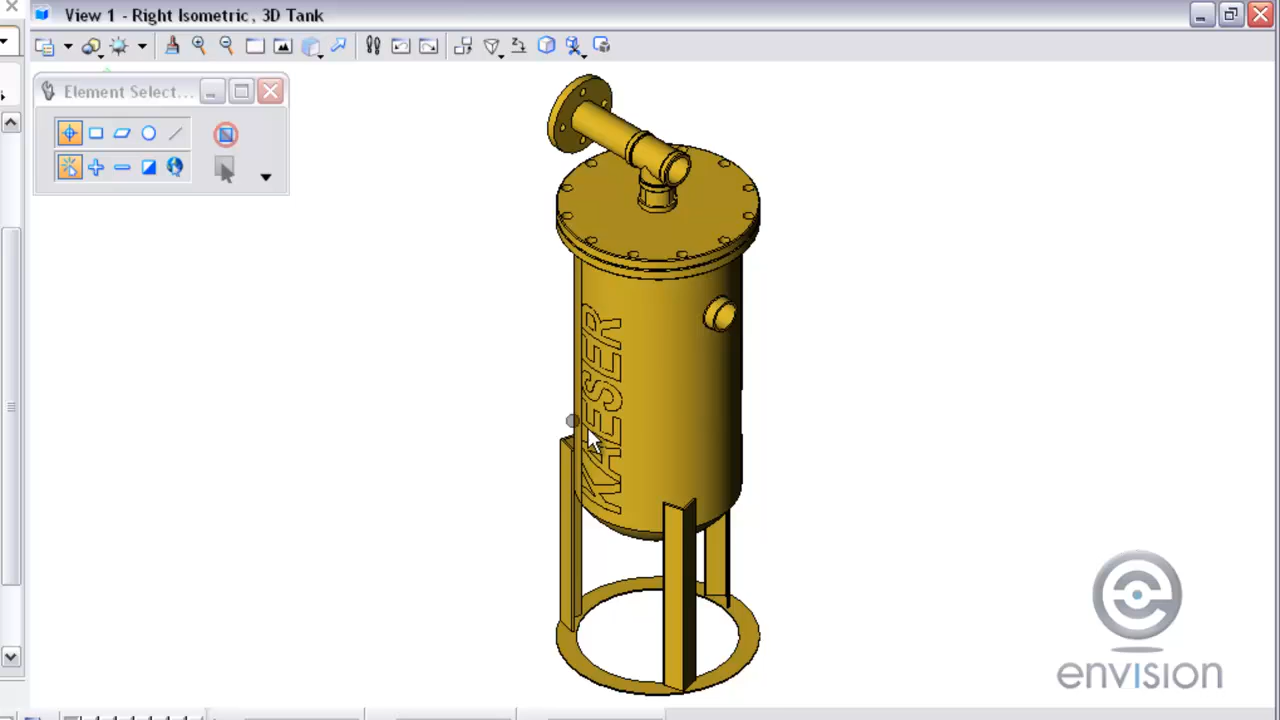 View 1 - Right Isometric, 3D Tank
Element Select...
KAESER
envision